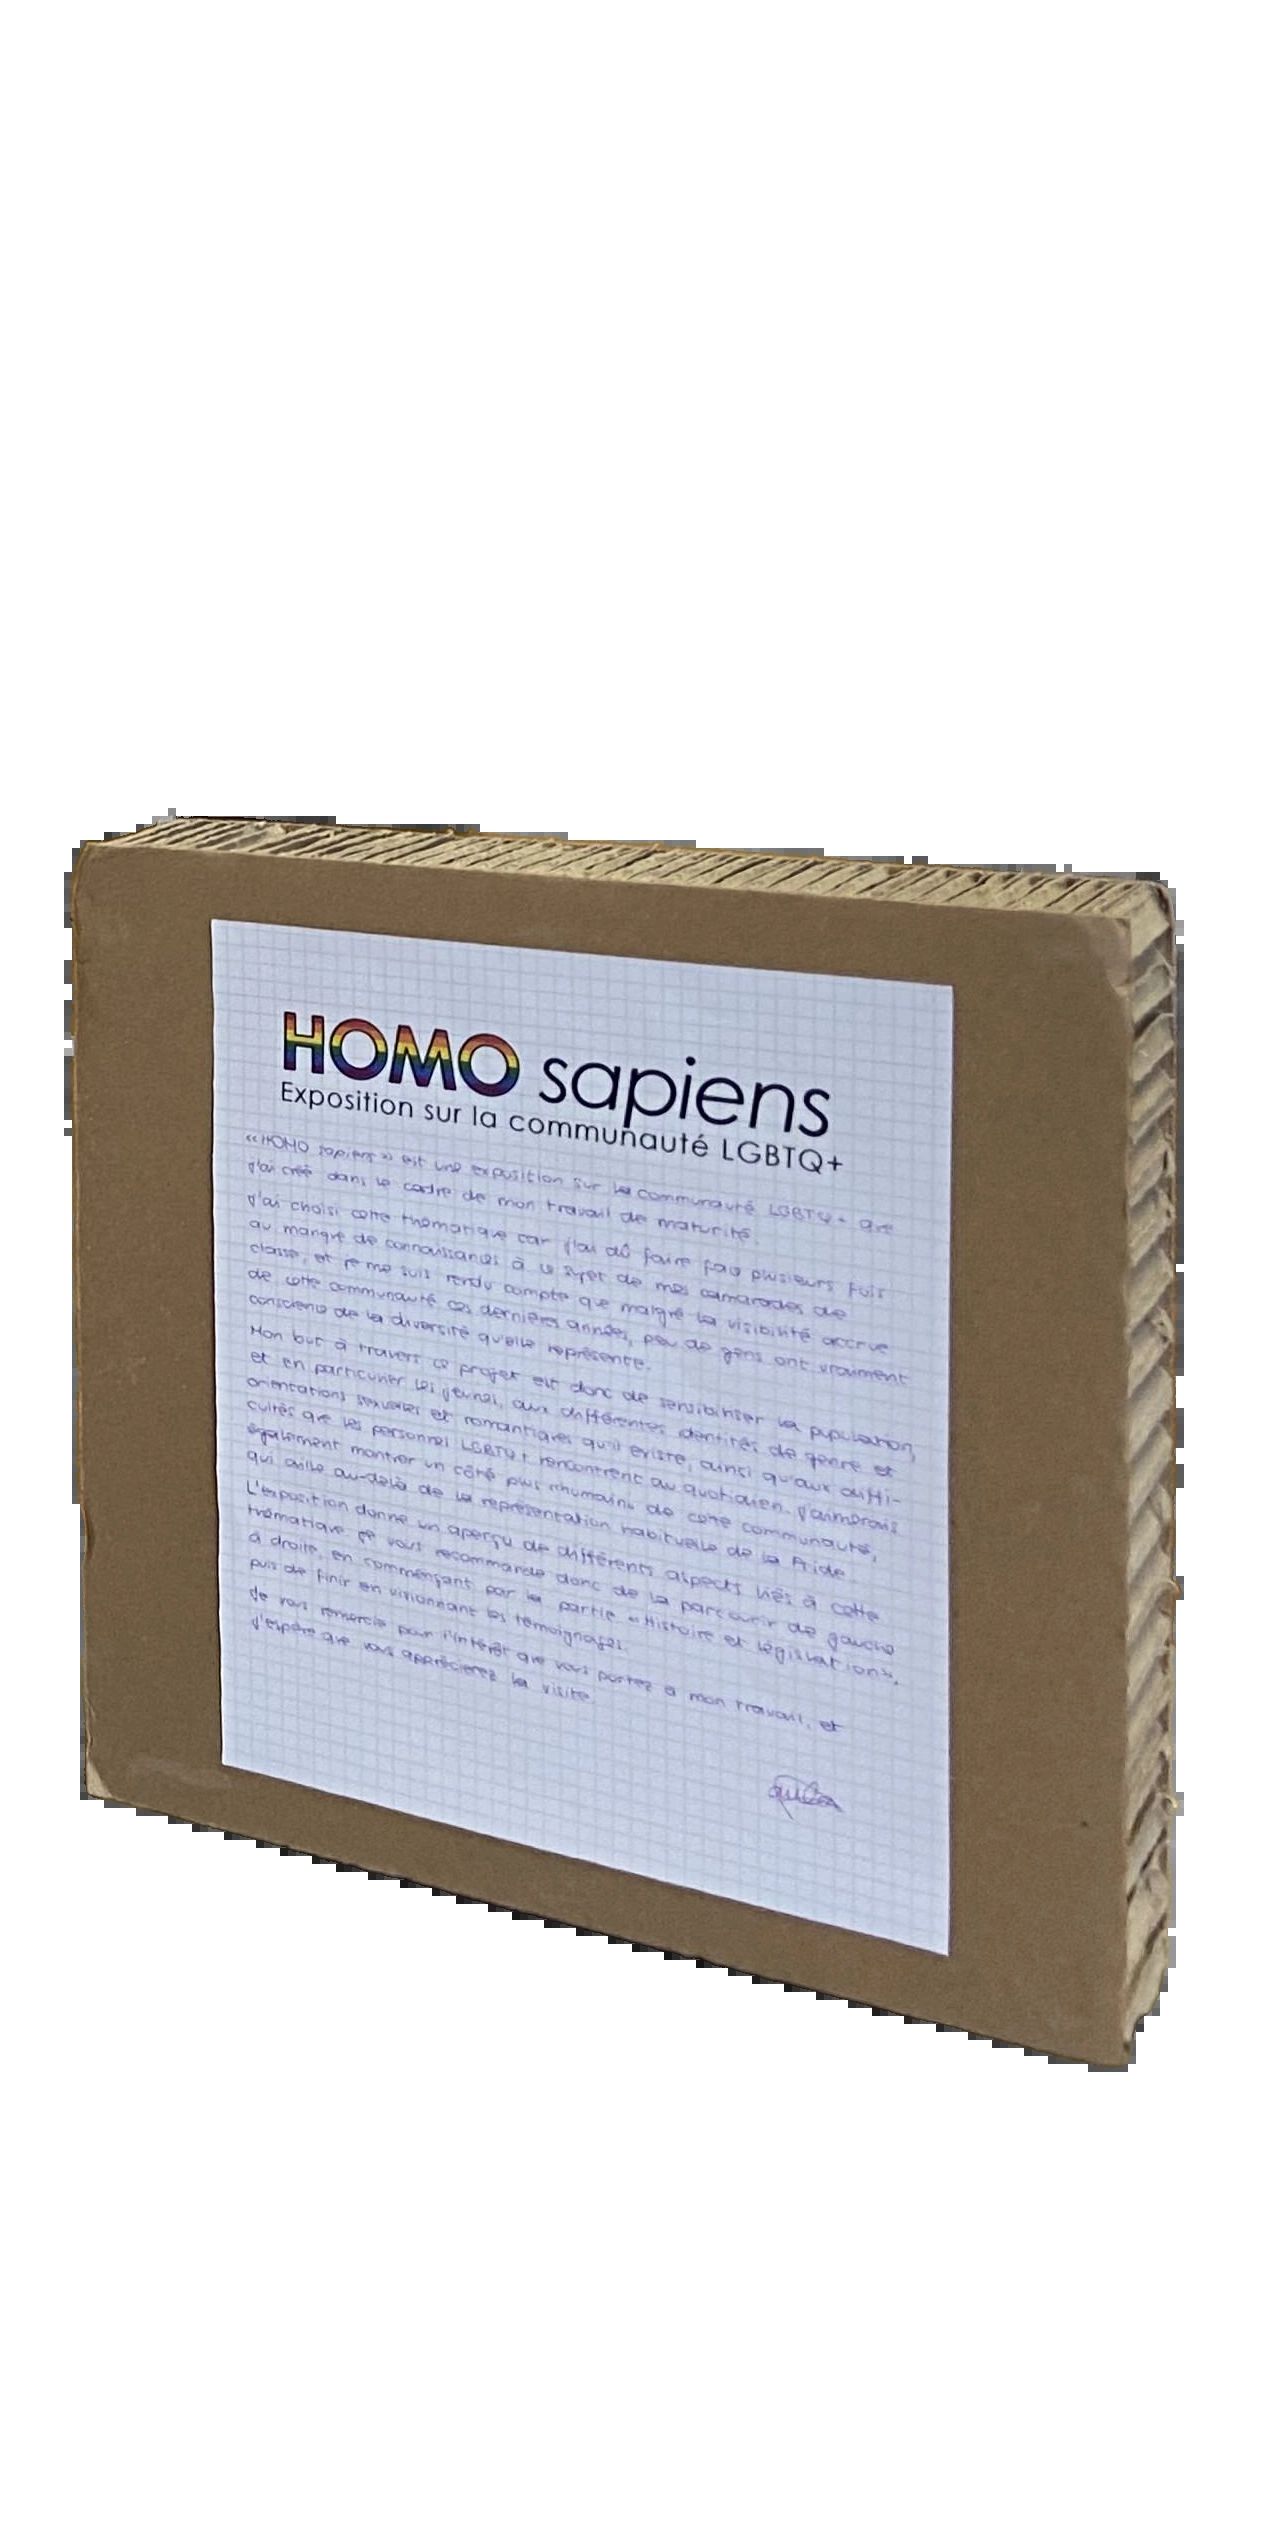 HOMO sapiens
Exposition sur la communauté LGBTQ+
«HOMO sapiens» est une exposition sur la communauté LGBTQ+ que
j'ai créé dans le cadre de mon travail de maturité.
J'ai choisi cette thématique car j'ai dû faire face plusieurs fois
au manque de connaissances à ce sujet de mes camarades de
classe, et je me suis rendu compte que malgré la visibilité accrue
de cette communauté ces dernières années, peu de gens ont vraiment
conscience de la diversité qu'elle représente.
Mon but à travers ce projet est donc de sensibiliser la population,
et en particulier les jeunes, aux différentes identités de genre et
orientations sexuelles et romantiques qu'il existe, ainsi qu'aux diffi-
cultés que les personnes LGBTQ+ rencontrent au quotidien. J'aimerais
également montrer un côté plus «humain» de cette communauté,
qui aille au-delà de la représentation habituelle de la Pride.
L'exposition donne un aperçu de différents aspects liés à cette
thématique. Je vous recommande donc de la parcourir de gauche
à droite, en commençant par la partie «Histoire et législation»,
puis de finir en visionnant les témoignages.
Je vous remercie pour l'intérêt que vous portez à mon travail, et
j'espère que vous apprécierez la visite.